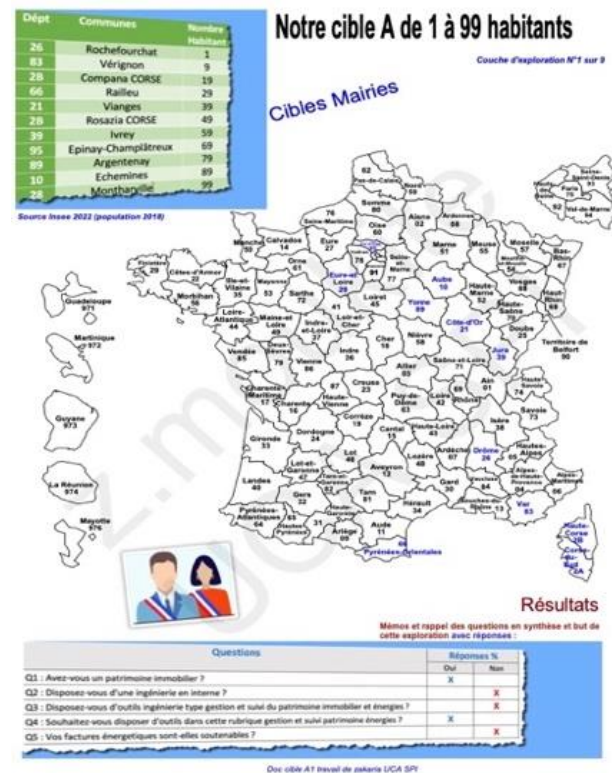 Notre cible A de 1 à 99 habitants
Couche d'exploration N°1 sur 9
Dépt Communes Nombre Habitant
26 Rochefourchat 1
83 Vérignon 9
28 Compana CORSE 19
66 Railleu 29
21 Vianges 39
28 Rosazia CORSE 49
39 Ivrey 59
95 Epinay-Champlâtreux 69
89 Argentenay 79
10 Echemines 89
28 Montharville 99
Source Insee 2022 (population 2018)
Cibles Mairies
62
Pas-de-Calais
Nord
59
Somme
80
76
Seine-Maritime
Oise
60
Aisne
02
Ardennes
08
Seine-Saint-Denis
93
Hauts-de-Seine
92
Paris
75
Val-de-Marne
94
Manche
50
Calvados
14
Eure
27
Orne
61
78
91
Seine-et-Marne
77
Marne
51
Meuse
55
Moselle
57
Meurthe-et-Moselle
54
Bas-Rhin
67
Finistère
29
Côtes-d'Armor
22
Morbihan
56
Ille-et-Vilaine
35
Mayenne
53
Sarthe
72
Eure-et-Loire
28
Loiret
45
Yonne
89
Aube
10
Haute-Marne
52
Vosges
88
Haut-Rhin
68
Haute-Saône
70
Territoire de Belfort
90
Loire-Atlantique
44
Maine-et-Loire
49
Indre-et-Loire
37
41
Loir-et-Cher
Cher
18
Nièvre
58
Côte-d'Or
21
Doubs
25
Jura
39
Vendée
85
Deux-Sèvres
79
Vienne
86
Indre
36
Allier
03
Saône-et-Loire
71
Ain
01
Haute-Savoie
74
Charente-Maritime
17
Charente
16
87
Haute-Vienne
Creuse
23
Puy-de-Dôme
63
Loire
42
69
Rhône
Isère
38
Savoie
73
Gironde
33
Dordogne
24
Corrèze
19
Cantal
15
Haute-Loire
43
Ardèche
07
Drôme
26
05
Hautes-Alpes
Landes
40
Lot-et-Garonne
47
Lot
46
Aveyron
12
Lozère
48
Gard
30
Vaucluse
84
Alpes-de-Haute-Provence
04
Alpes-Maritimes
06
Pyrénées-Atlantiques
64
Gers
32
Tarn-et-Garonne
82
Tarn
81
Hérault
34
Bouches-du-Rhône
13
Var
83
65
Hautes-Pyrénées
31
Haute-Garonne
Ariège
09
Aude
11
66
Pyrénées-Orientales
Haute-Corse
2B
Corse-du-Sud
2A
Guadeloupe
971
Martinique
972
Guyane
973
La Réunion
974
Mayotte
976
Résultats
Mémos et rappel des questions en synthèse et but de
cette exploration avec réponses :
Questions Réponses %
Oui Non
Q1 : Avez-vous un patrimoine immobilier ? X
Q2 : Disposez-vous d'une ingénierie en interne ? X
Q3 : Disposez-vous d'outils ingénierie type gestion et suivi du patrimoine immobilier et énergies ? X
Q4 : Souhaitez-vous disposer d'outils dans cette rubrique gestion et suivi patrimoine énergies ? X
Q5 : Vos factures énergétiques sont-elles soutenables ? X
Doc cible A1 travail de zakaria UCA SPI